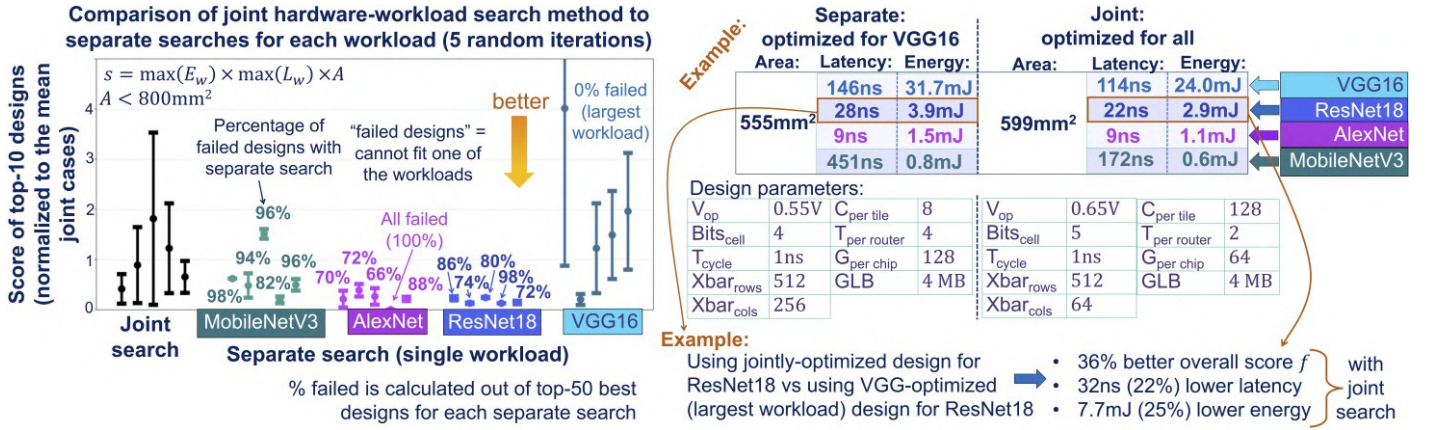 Comparison of joint hardware-workload search method to
separate searches for each workload (5 random iterations)
Score of top-10 designs
(normalized to the mean
joint cases)
s = max(E_w) × max(L_w) × A
A < 800mm²
4
3
2
1
0
Percentage of
failed designs with
separate search
"failed designs" =
cannot fit one of
the workloads
better
0% failed
(largest
workload)
98%
94%
96%
82%
96%
70%
72%
66%
All failed
(100%)
88%
86%
74%
80%
98%
72%
Joint
search
MobileNetV3
AlexNet
ResNet18
VGG16
Separate search (single workload)
% failed is calculated out of top-50 best
designs for each separate search
Example:
Separate:
optimized for VGG16
Joint:
optimized for all
Area: Latency: Energy: Area: Latency: Energy:
146ns 31.7mJ 114ns 24.0mJ VGG16
28ns 3.9mJ 22ns 2.9mJ ResNet18
555mm² 599mm²
9ns 1.5mJ 9ns 1.1mJ AlexNet
451ns 0.8mJ 172ns 0.6mJ MobileNetV3
Design parameters:
V_op 0.55V C_per tile 8 V_op 0.65V C_per tile 128
Bits_cell 4 T_per router 4 Bits_cell 5 T_per router 2
T_cycle 1ns G_per chip 128 T_cycle 1ns G_per chip 64
Xbar_rows 512 GLB 4 MB Xbar_rows 512 GLB 4 MB
Xbar_cols 256 Xbar_cols 64
Example:
Using jointly-optimized design for
ResNet18 vs using VGG-optimized
(largest workload) design for ResNet18
• 36% better overall score f
• 32ns (22%) lower latency
• 7.7mJ (25%) lower energy
with
joint
search